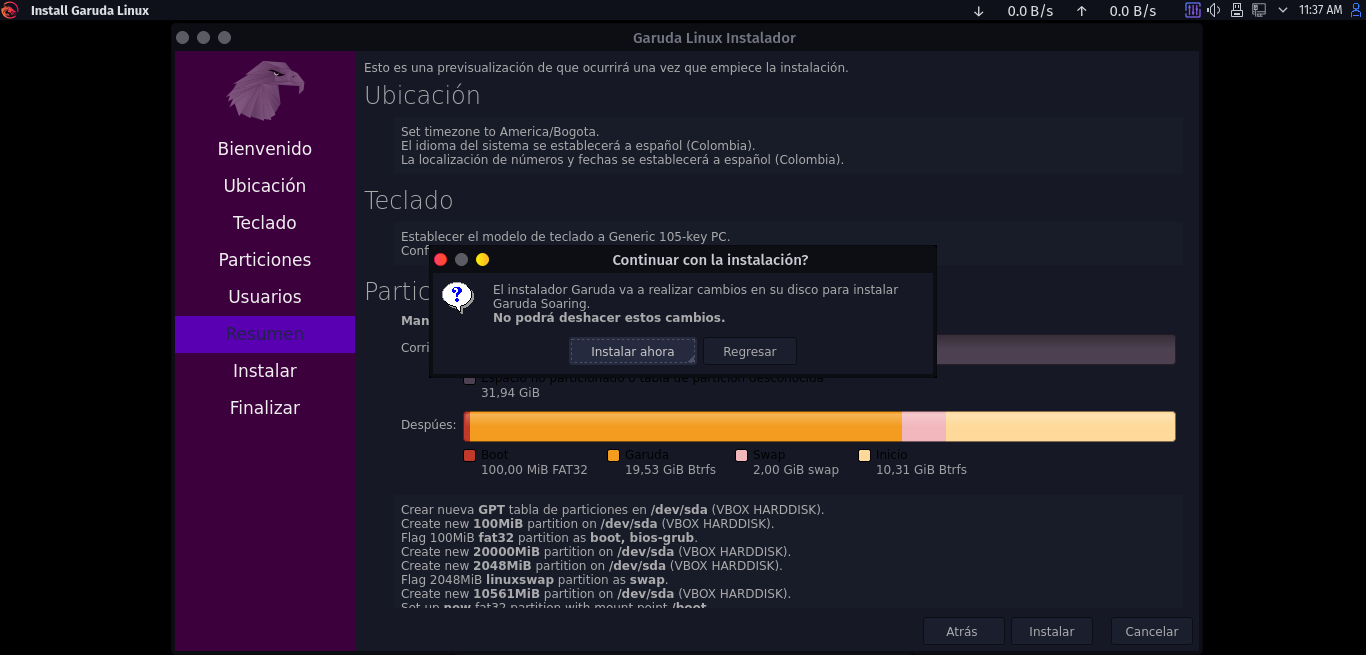 Install Garuda Linux
0.0 B/s
0.0 B/s
11:37 AM
Garuda Linux Instalador
Bienvenido
Ubicación
Teclado
Particiones
Usuarios
Resumen
Instalar
Finalizar
Esto es una previsualización de que ocurrirá una vez que empiece la instalación.
Ubicación
Set timezone to America/Bogota.
El idioma del sistema se establecerá a español (Colombia).
La localización de números y fechas se establecerá a español (Colombia).
Teclado
Establecer el modelo de teclado a Generic 105-key PC.
Conf
Partic
Man
Corri
Continuar con la instalación?
El instalador Garuda va a realizar cambios en su disco para instalar
Garuda Soaring.
No podrá deshacer estos cambios.
Instalar ahora
Regresar
Espacio no particionado o tabla de partición desconocida
31,94 GiB
Despúes:
Boot
100,00 MiB FAT32
Garuda
19,53 GiB Btrfs
Swap
2,00 GiB swap
Inicio
10,31 GiB Btrfs
Crear nueva GPT tabla de particiones en /dev/sda (VBOX HARDDISK).
Create new 100MiB partition on /dev/sda (VBOX HARDDISK).
Flag 100MiB fat32 partition as boot, bios-grub.
Create new 20000MiB partition on /dev/sda (VBOX HARDDISK).
Create new 2048MiB partition on /dev/sda (VBOX HARDDISK).
Flag 2048MiB linuxswap partition as swap.
Create new 10561MiB partition on /dev/sda (VBOX HARDDISK).
Set up new fat32 partition with mount point /boot
Atrás
Instalar
Cancelar